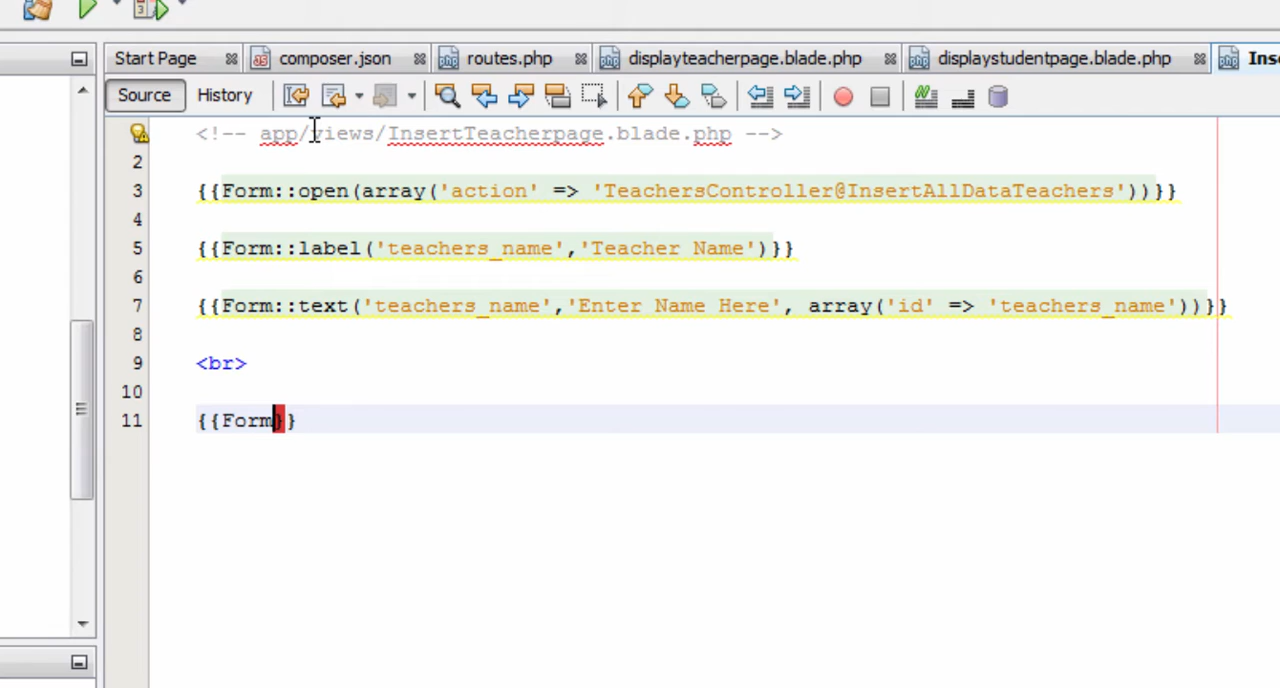 Start Page composer.json routes.php displayteacherpage.blade.php displaystudentpage.blade.php Inse
Source History
<!-- app/views/InsertTeacherpage.blade.php -->
2
3 {{Form::open(array('action' => 'TeachersController@InsertAllDataTeachers'))}}
4
5 {{Form::label('teachers_name','Teacher Name')}}
6
7 {{Form::text('teachers_name','Enter Name Here', array('id' => 'teachers_name'))}}
8
9 <br>
10
11 {{Form}}